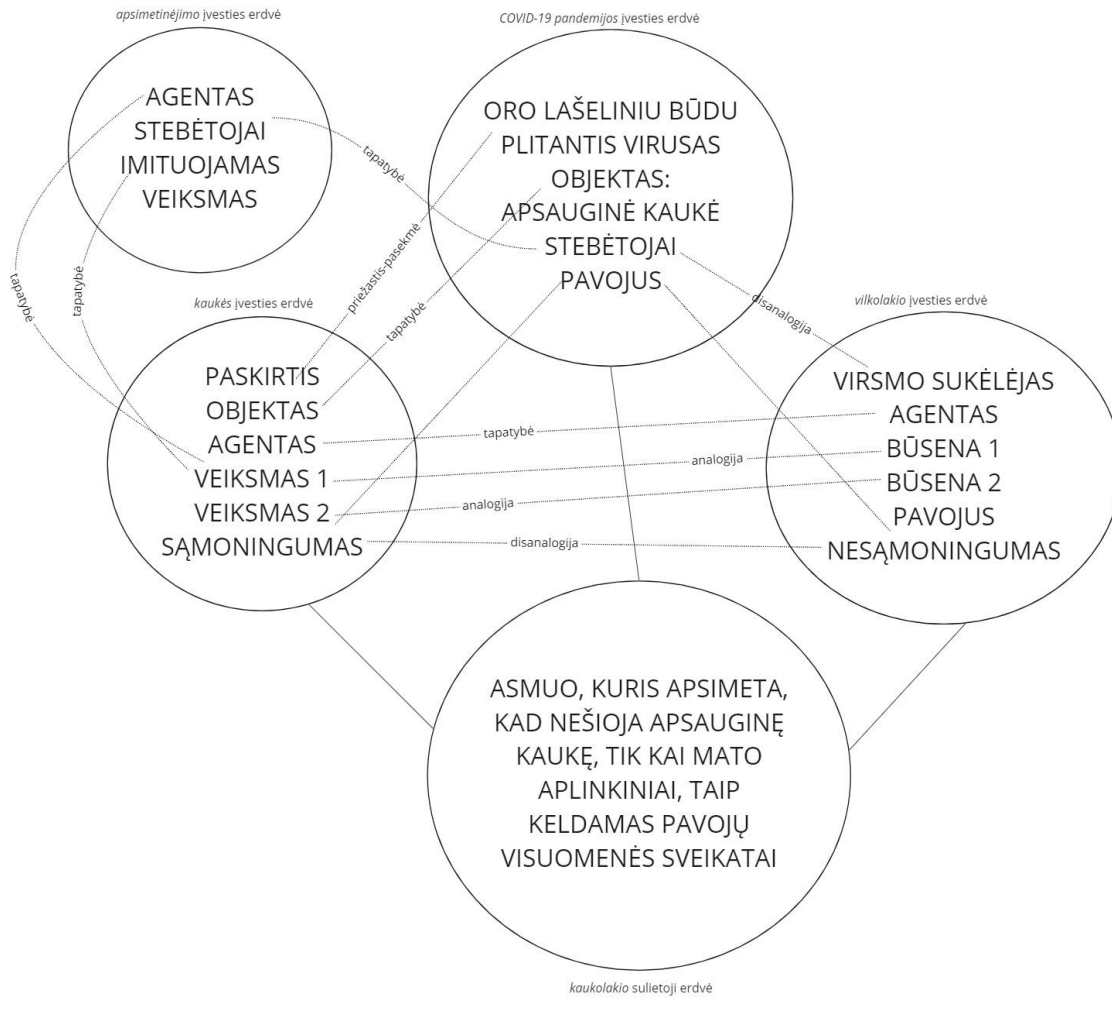 apsimetinėjimo įvesties erdvė
AGENTAS
STEBĖTOJAI
IMITUOJAMAS
VEIKSMAS
COVID-19 pandemijos įvesties erdvė
ORO LAŠELINIU BŪDU
PLITANTIS VIRUSAS
OBJEKTAS:
APSAUGINĖ KAUKĖ
STEBĖTOJAI
PAVOJUS
tapatybė
tapatybė
tapatybė
priežastis-pasekmė
tapatybė
disanalogija
kaukės įvesties erdvė
PASKIRTIS
OBJEKTAS
AGENTAS
VEIKSMAS 1
VEIKSMAS 2
SĄMONINGUMAS
tapatybė
analogija
analogija
disanalogija
vilkolakio įvesties erdvė
VIRSMO SUKĖLĖJAS
AGENTAS
BŪSENA 1
BŪSENA 2
PAVOJUS
NESĄMONINGUMAS
ASMUO, KURIS APSIMETA,
KAD NEŠIOJA APSAUGINĘ
KAUKĘ, TIK KAI MATO
APLINKINIAI, TAIP
KELDAMAS PAVOJŲ
VISUOMENĖS SVEIKATAI
kaukolakio sulietoji erdvė